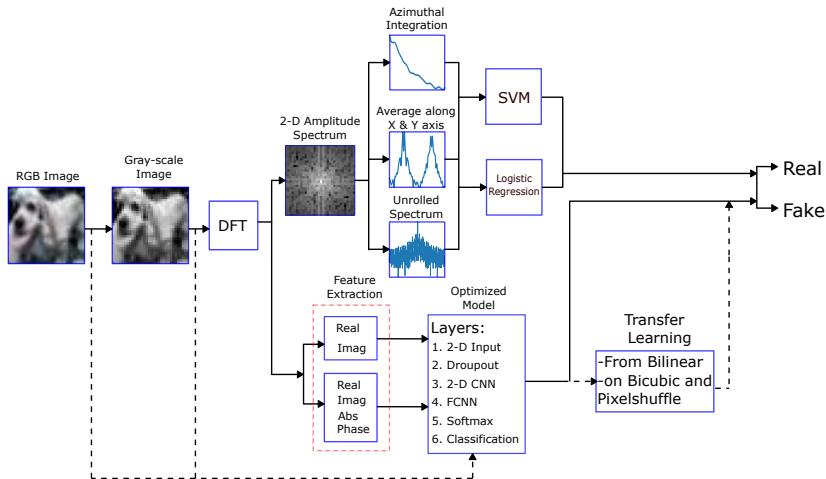 Azimuthal
Integration
2-D Amplitude
Spectrum
Average along
X & Y axis
SVM
RGB Image
Gray-scale
Image
DFT
Logistic
Regression
Real
Fake
Unrolled
Spectrum
Feature
Extraction
Real
Imag
Real
Imag
Abs
Phase
Optimized
Model
Layers:
1. 2-D Input
2. Droupout
3. 2-D CNN
4. FCNN
5. Softmax
6. Classification
Transfer
Learning
-From Bilinear
-on Bicubic and
Pixelshuffle